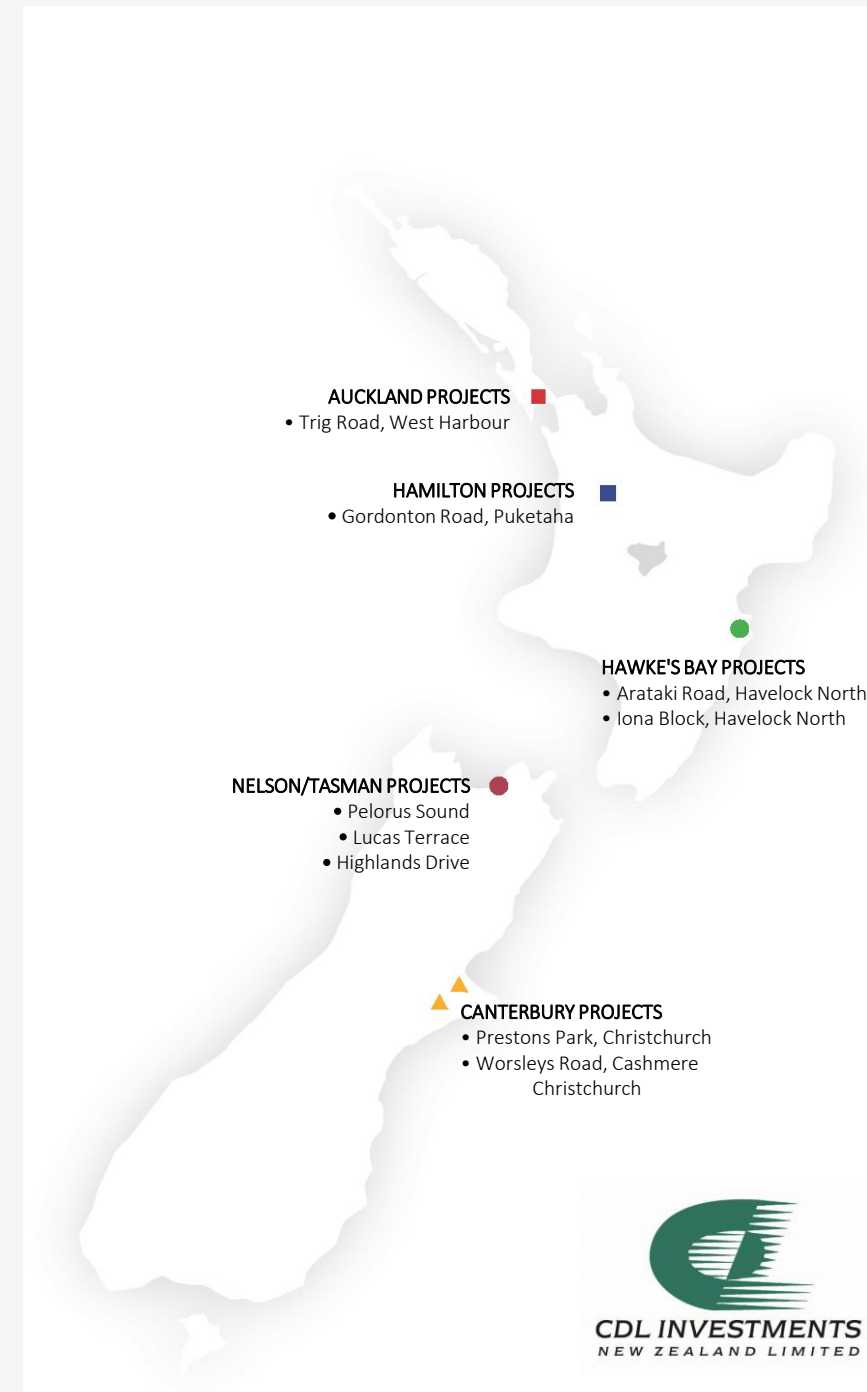 AUCKLAND PROJECTS
• Trig Road, West Harbour
HAMILTON PROJECTS
• Gordonton Road, Puketaha
HAWKE'S BAY PROJECTS
• Arataki Road, Havelock North
• Iona Block, Havelock North
NELSON/TASMAN PROJECTS
• Pelorus Sound
• Lucas Terrace
• Highlands Drive
CANTERBURY PROJECTS
• Prestons Park, Christchurch
• Worsleys Road, Cashmere
Christchurch
CDL INVESTMENTS
NEW ZEALAND LIMITED